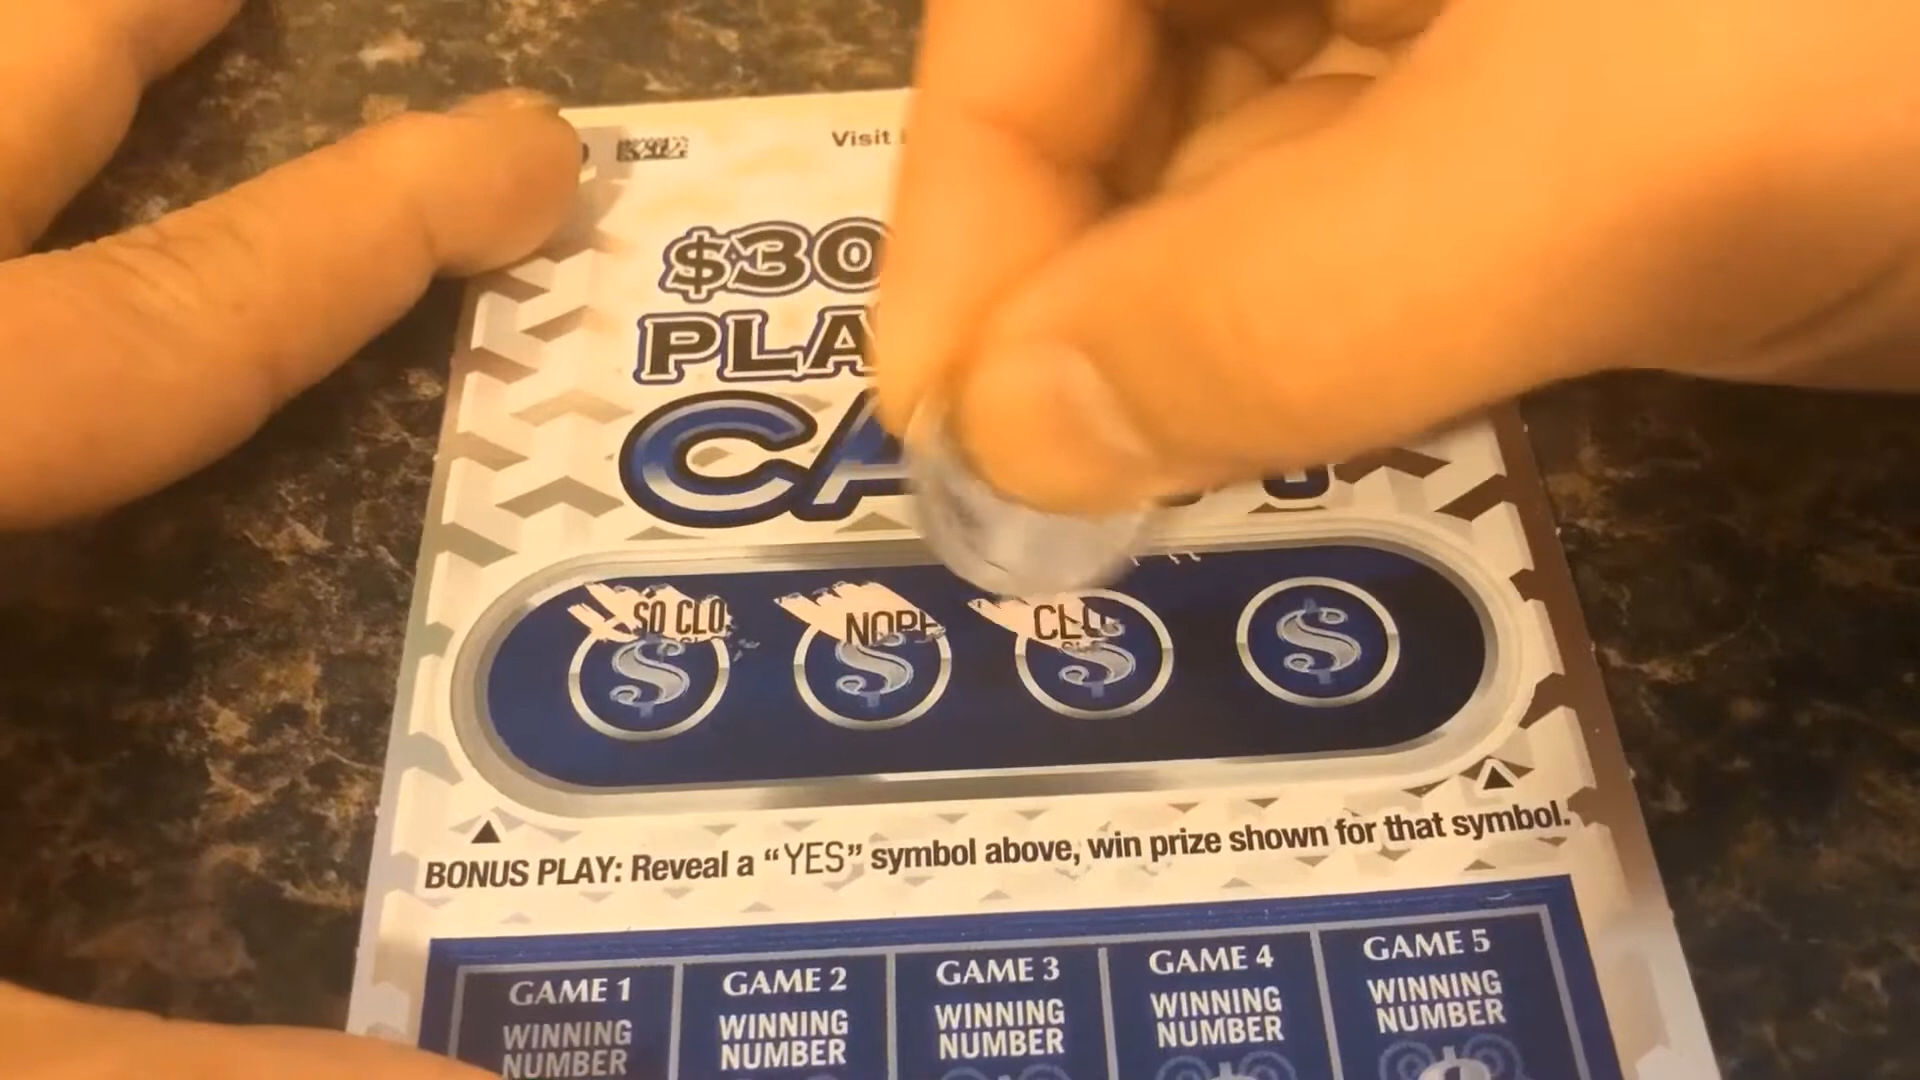 Visit
$30
PLA
CA
SO CLO
NOPE
CLO
$ $ $ $
BONUS PLAY: Reveal a “YES” symbol above, win prize shown for that symbol.
GAME 1
WINNING
NUMBER
GAME 2
WINNING
NUMBER
GAME 3
WINNING
NUMBER
GAME 4
WINNING
NUMBER
GAME 5
WINNING
NUMBER